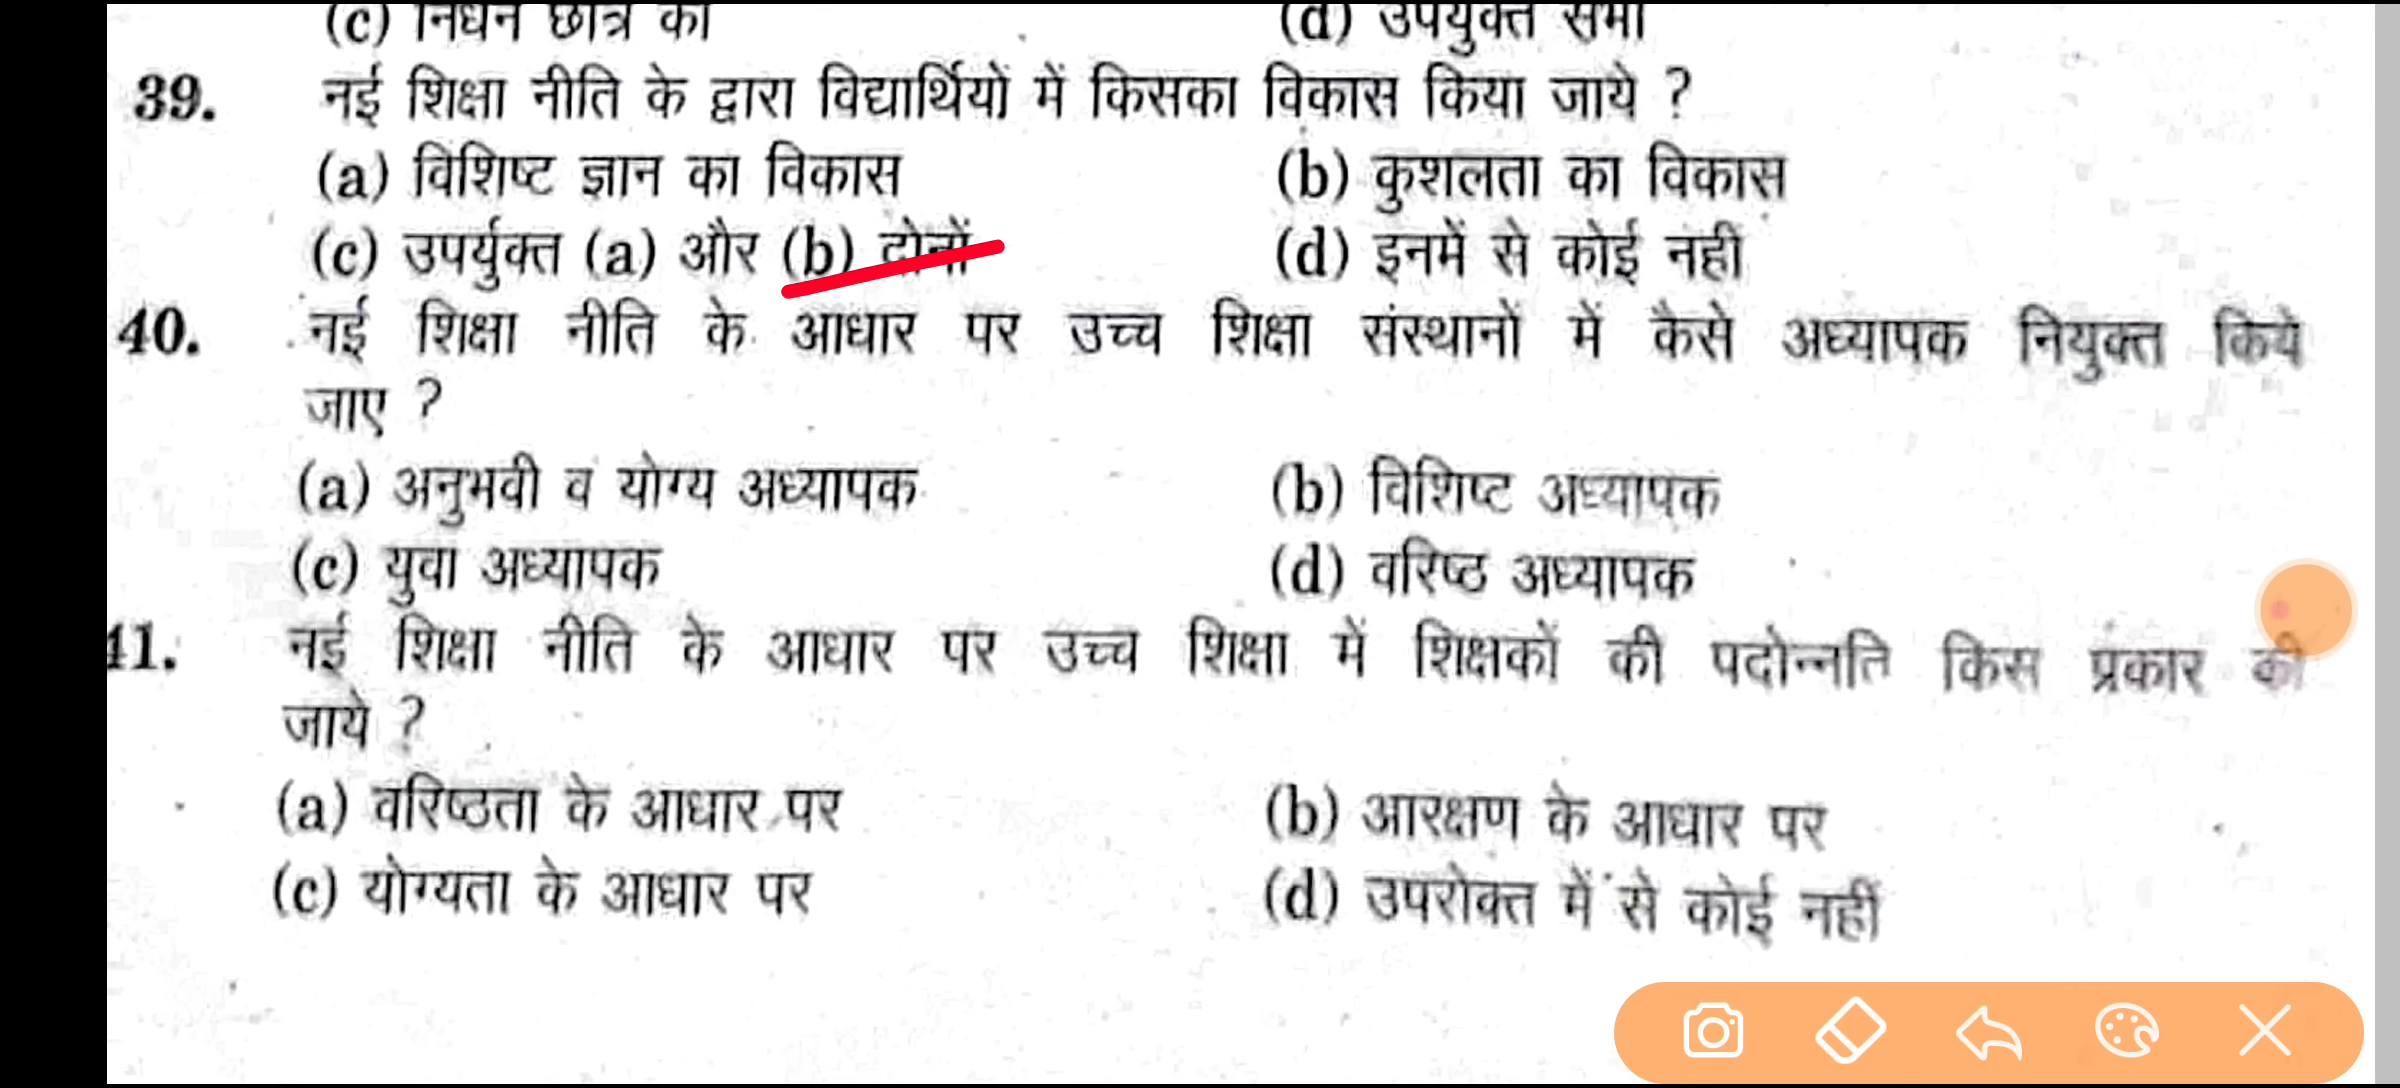 (c) निर्धन छात्र को (d) उपर्युक्त सभी
39. नई शिक्षा नीति के द्वारा विद्यार्थियों में किसका विकास किया जाये ?
(a) विशिष्ट ज्ञान का विकास (b) कुशलता का विकास
(c) उपर्युक्त (a) और (b) दोनों (d) इनमें से कोई नहीं
40. नई शिक्षा नीति के आधार पर उच्च शिक्षा संस्थानों में कैसे अध्यापक नियुक्त किये
जाए ?
(a) अनुभवी व योग्य अध्यापक (b) विशिष्ट अध्यापक
(c) युवा अध्यापक (d) वरिष्ठ अध्यापक
41. नई शिक्षा नीति के आधार पर उच्च शिक्षा में शिक्षकों की पदोन्नति किस प्रकार की
जाये ?
(a) वरिष्ठता के आधार पर (b) आरक्षण के आधार पर
(c) योग्यता के आधार पर (d) उपरोक्त में से कोई नहीं